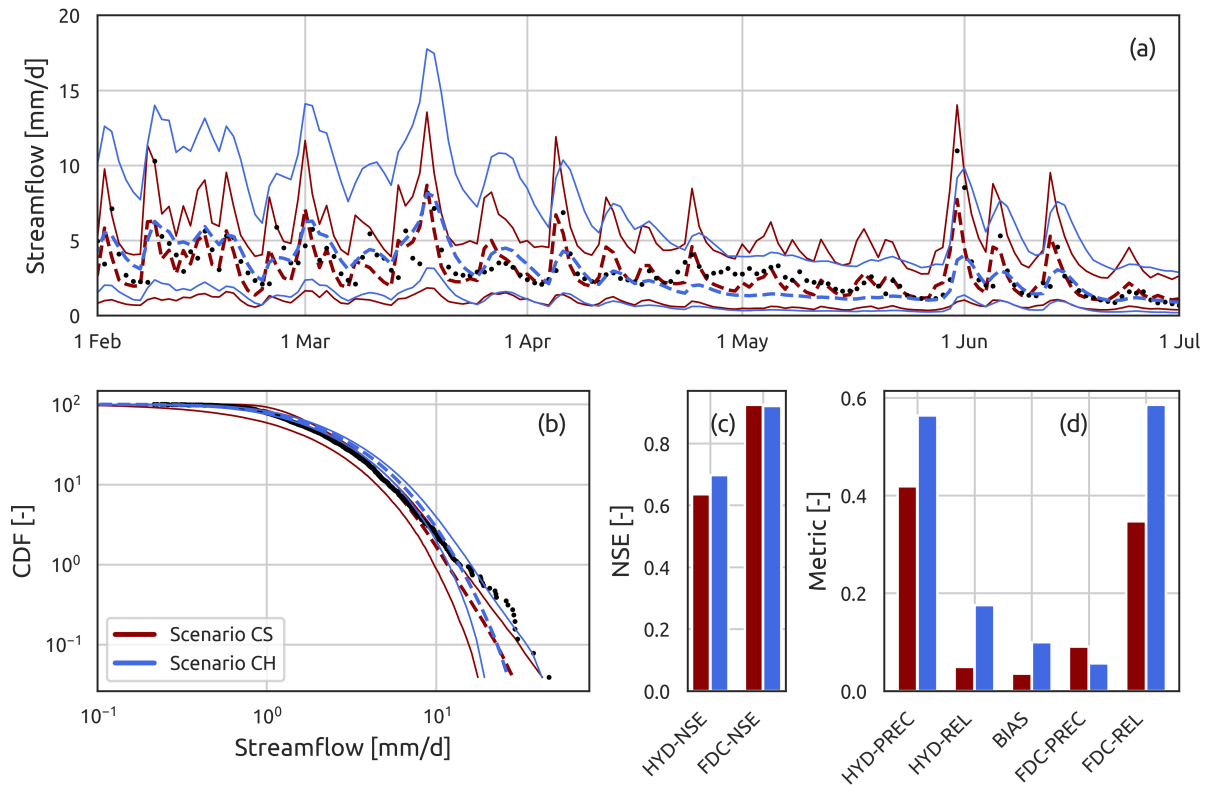 20
15
10
5
0
Streamflow [mm/d]
(a)
1 Feb
1 Mar
1 Apr
1 May
1 Jun
1 Jul
10²
10¹
10⁰
10⁻¹
CDF [-]
(b)
Scenario CS
Scenario CH
10⁻¹
10⁰
10¹
Streamflow [mm/d]
0.8
0.6
0.4
0.2
0.0
NSE [-]
(c)
HYD-NSE
FDC-NSE
0.6
0.4
0.2
0.0
Metric [-]
(d)
HYD-PREC
HYD-REL
BIAS
FDC-PREC
FDC-REL